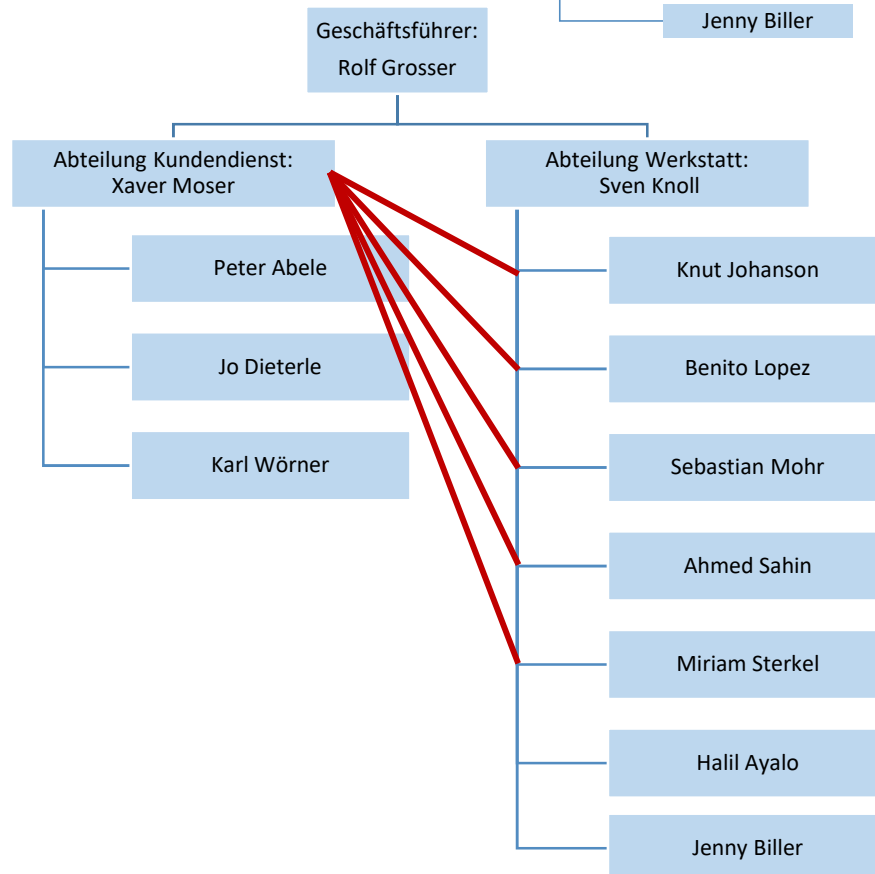 Jenny Biller
Geschäftsführer:
Rolf Grosser
Abteilung Kundendienst:
Xaver Moser
Abteilung Werkstatt:
Sven Knoll
Peter Abele
Jo Dieterle
Karl Wörner
Knut Johanson
Benito Lopez
Sebastian Mohr
Ahmed Sahin
Miriam Sterkel
Halil Ayalo
Jenny Biller